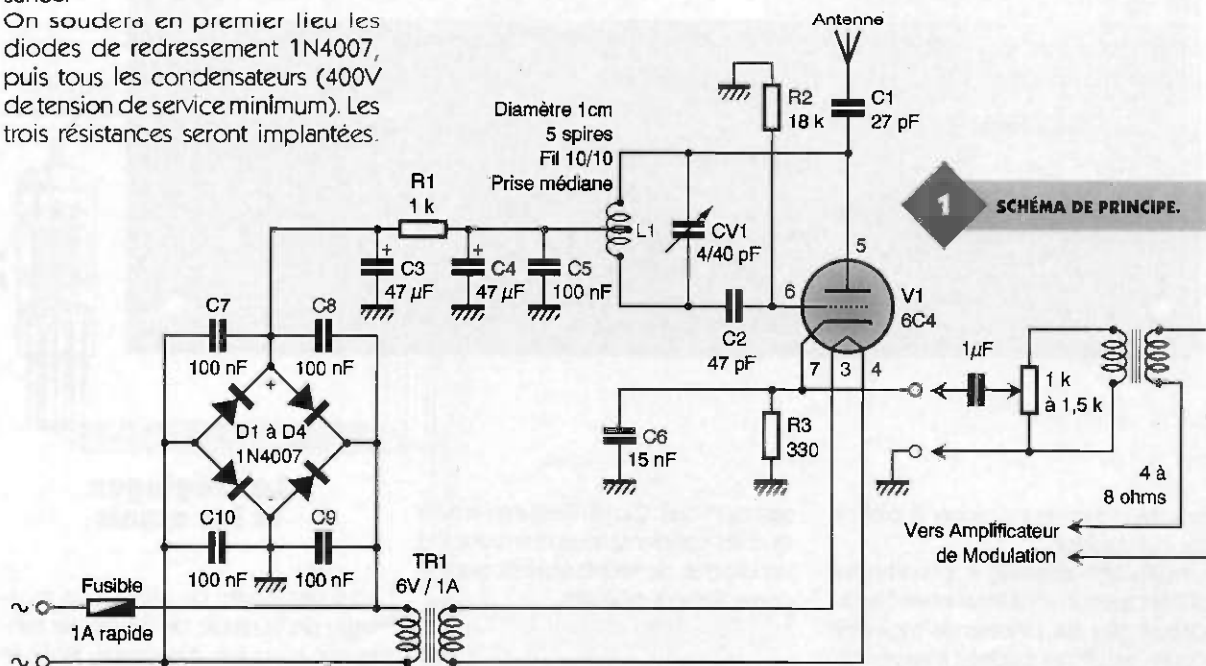 On soudera en premier lieu les
diodes de redressement 1N4007,
puis tous les condensateurs (400V
de tension de service minimum). Les
trois résistances seront implantées.
Antenne
R2
18 k
C1
27 pF
Diamètre 1cm
5 spires
Fil 10/10
Prise médiane
1
SCHÉMA DE PRINCIPE.
R1
1 k
L1
CV1
4/40 pF
5
+
C3
47 µF
+
C4
47 µF
C5
100 nF
6
V1
6C4
C2
47 pF
7
3
4
C7
100 nF
C8
100 nF
1µF
1 k
à 1,5 k
+
D1 à D4
1N4007
-
C6
15 nF
R3
330
4 à
8 ohms
C10
100 nF
C9
100 nF
Vers Amplificateur
de Modulation
TR1
6V / 1A
Fusible
1A rapide
~
~